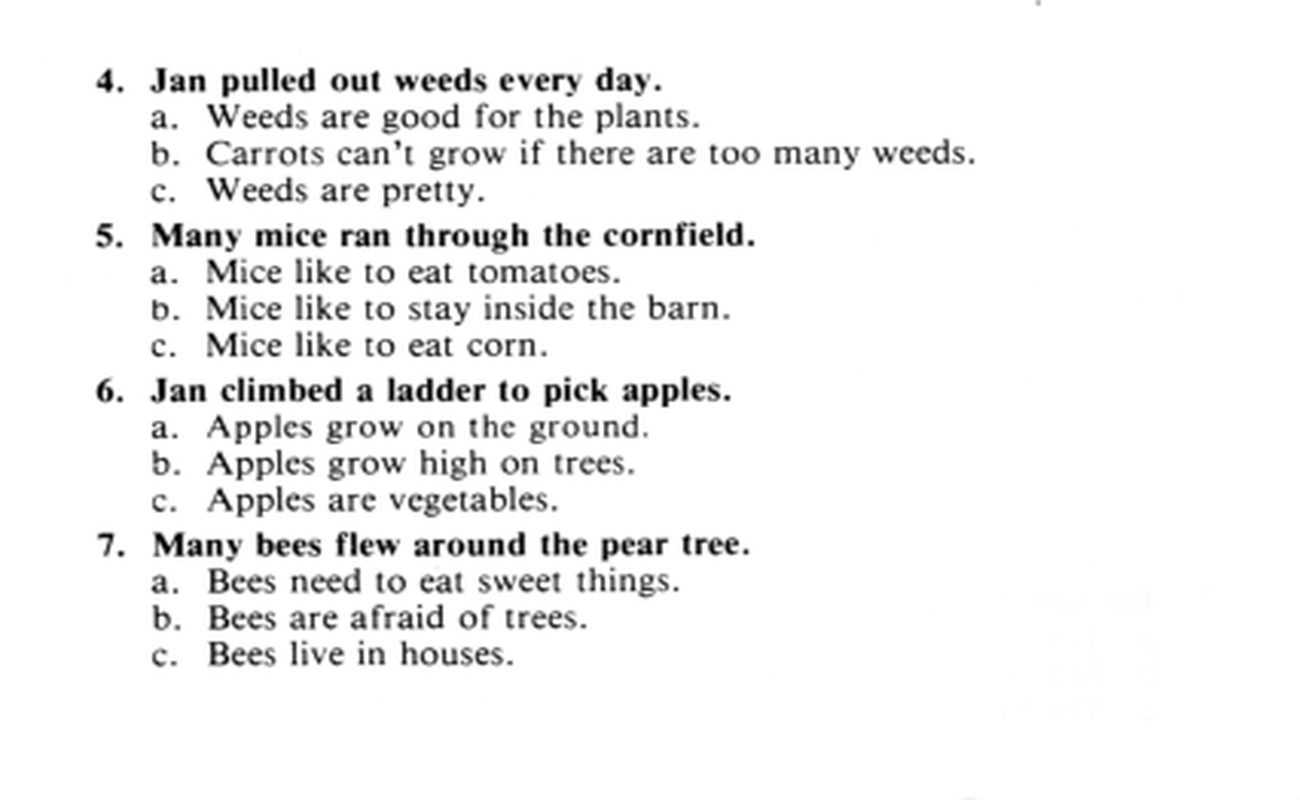 4. Jan pulled out weeds every day.
a. Weeds are good for the plants.
b. Carrots can't grow if there are too many weeds.
c. Weeds are pretty.
5. Many mice ran through the cornfield.
a. Mice like to eat tomatoes.
b. Mice like to stay inside the barn.
c. Mice like to eat corn.
6. Jan climbed a ladder to pick apples.
a. Apples grow on the ground.
b. Apples grow high on trees.
c. Apples are vegetables.
7. Many bees flew around the pear tree.
a. Bees need to eat sweet things.
b. Bees are afraid of trees.
c. Bees live in houses.